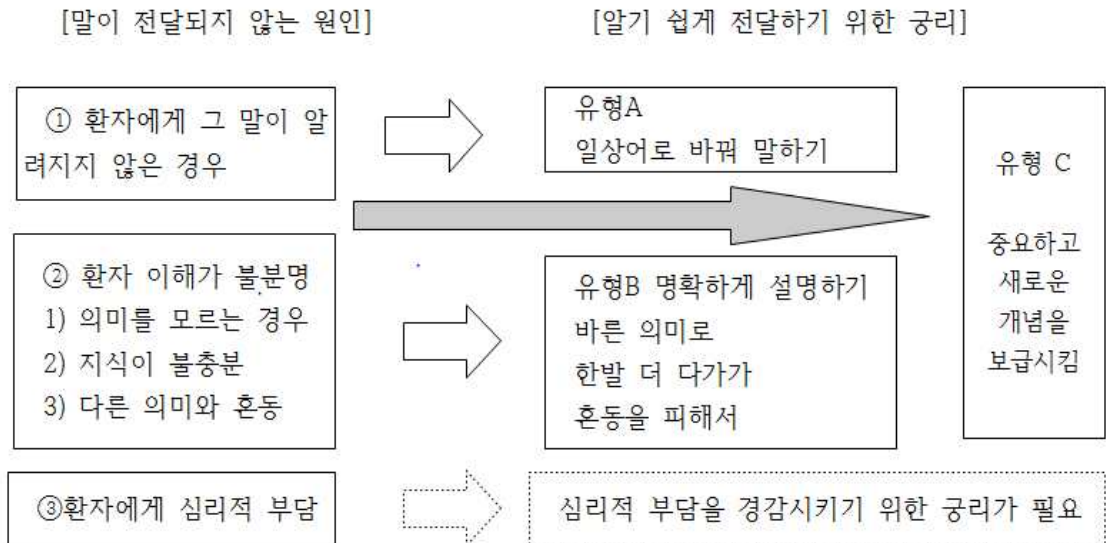 [말이 전달되지 않는 원인]
[알기 쉽게 전달하기 위한 궁리]
① 환자에게 그 말이 알
려지지 않은 경우
유형A
일상어로 바꿔 말하기
② 환자 이해가 불분명
1) 의미를 모르는 경우
2) 지식이 불충분
3) 다른 의미와 혼동
유형B 명확하게 설명하기
바른 의미로
한발 더 다가가
혼동을 피해서
유형 C
중요하고
새로운
개념을
보급시킴
③환자에게 심리적 부담
심리적 부담을 경감시키기 위한 궁리가 필요